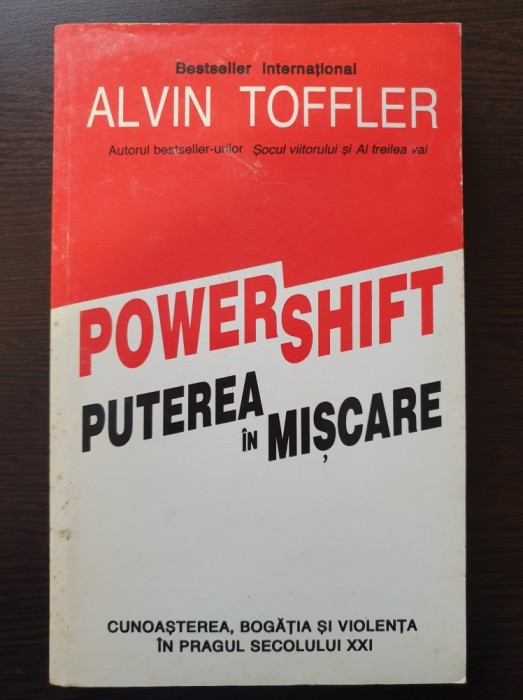 Bestseller Internațional
ALVIN TOFFLER
Autorul bestseller-urilor Șocul viitorului și Al treilea val
POWERSHIFT
PUTEREA
ÎN MIȘCARE
CUNOAȘTEREA, BOGĂȚIA ȘI VIOLENȚA
ÎN PRAGUL SECOLULUI XXI